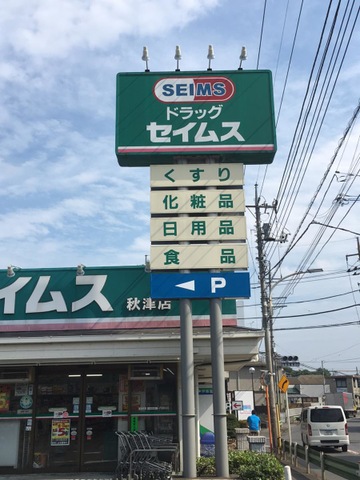 SEIMS
ドラッグ
セイムス
くすり
化粧品
日用品
食品
P
イムス
秋津店